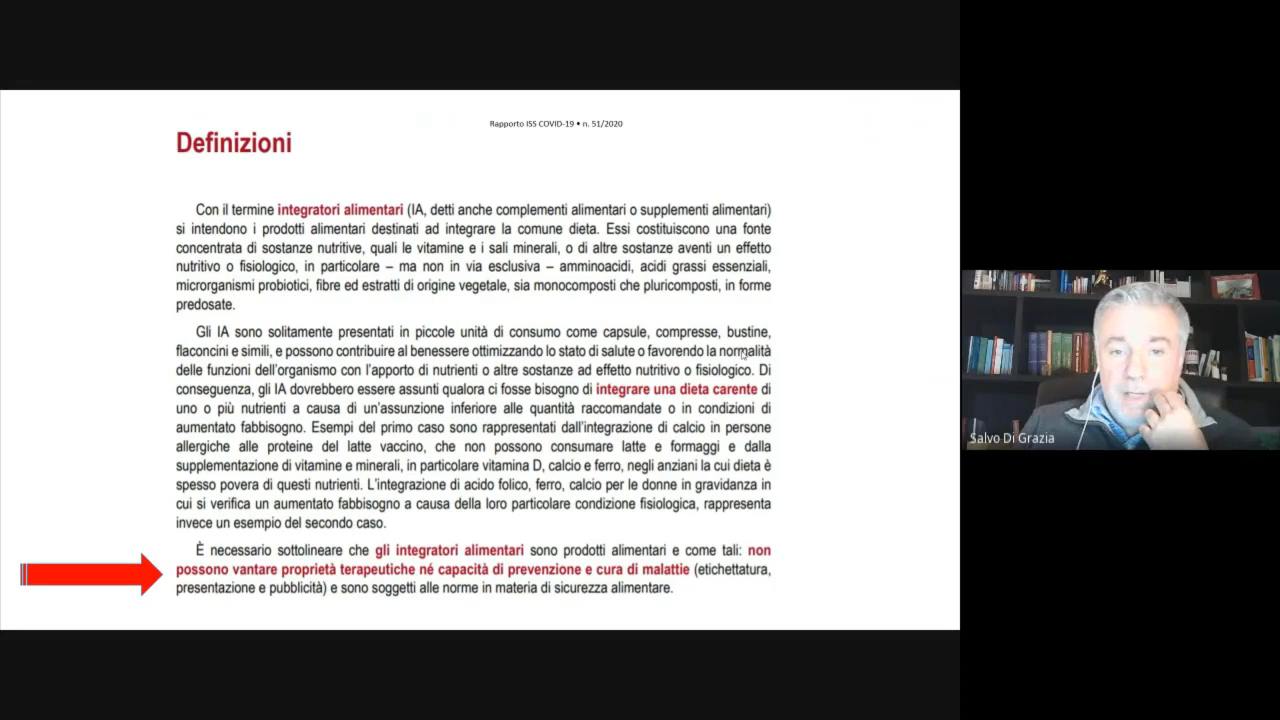 Rapporto ISS COVID-19 • n. 51/2020
Definizioni
Con il termine integratori alimentari (IA, detti anche complementi alimentari o supplementi alimentari)
si intendono i prodotti alimentari destinati ad integrare la comune dieta. Essi costituiscono una fonte
concentrata di sostanze nutritive, quali le vitamine e i sali minerali, o di altre sostanze aventi un effetto
nutritivo o fisiologico, in particolare – ma non in via esclusiva – amminoacidi, acidi grassi essenziali,
microrganismi probiotici, fibre ed estratti di origine vegetale, sia monocomposti che pluricomposti, in forme
predosate.
Gli IA sono solitamente presentati in piccole unità di consumo come capsule, compresse, bustine,
flaconcini e simili, e possono contribuire al benessere ottimizzando lo stato di salute o favorendo la normalità
delle funzioni dell’organismo con l’apporto di nutrienti o altre sostanze ad effetto nutritivo o fisiologico. Di
conseguenza, gli IA dovrebbero essere assunti qualora ci fosse bisogno di integrare una dieta carente di
uno o più nutrienti a causa di un’assunzione inferiore alle quantità raccomandate o in condizioni di
aumentato fabbisogno. Esempi del primo caso sono rappresentati dall’integrazione di calcio in persone
allergiche alle proteine del latte vaccino, che non possono consumare latte e formaggi e dalla
supplementazione di vitamine e minerali, in particolare vitamina D, calcio e ferro, negli anziani la cui dieta è
spesso povera di questi nutrienti. L’integrazione di acido folico, ferro, calcio per le donne in gravidanza in
cui si verifica un aumentato fabbisogno a causa della loro particolare condizione fisiologica, rappresenta
invece un esempio del secondo caso.
È necessario sottolineare che gli integratori alimentari sono prodotti alimentari e come tali: non
possono vantare proprietà terapeutiche né capacità di prevenzione e cura di malattie (etichettatura,
presentazione e pubblicità) e sono soggetti alle norme in materia di sicurezza alimentare.
Salvo Di Grazia